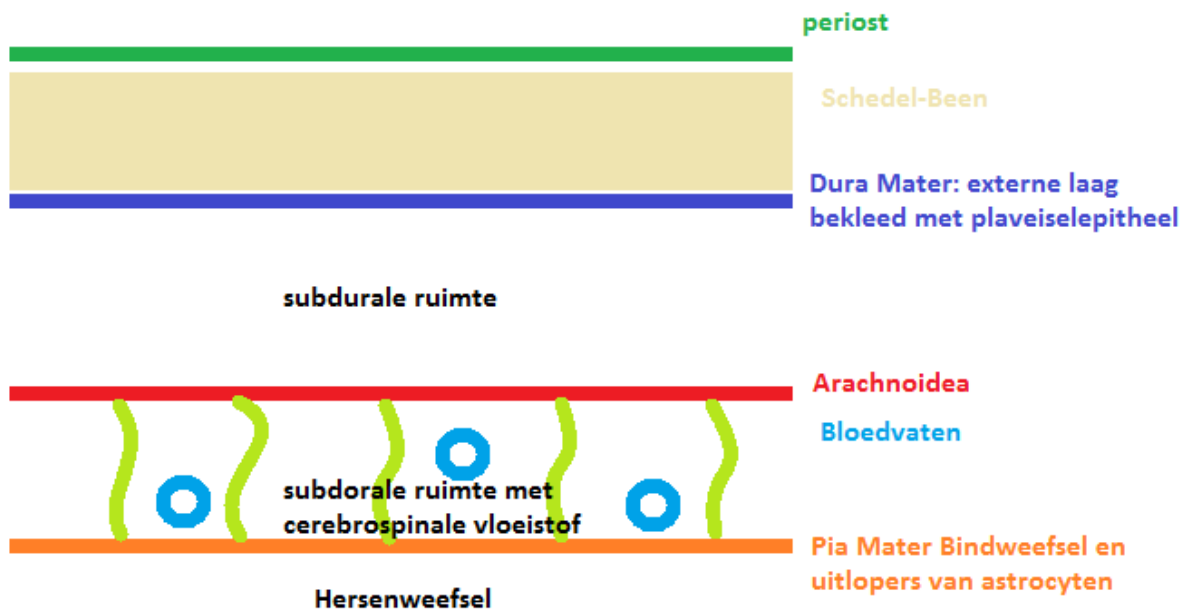 periost
Schedel-Been
Dura Mater: externe laag
bekleed met plaveiselepitheel
subdurale ruimte
Arachnoidea
Bloedvaten
subdorale ruimte met
cerebrospinale vloeistof
Pia Mater Bindweefsel en
uitlopers van astrocyten
Hersenweefsel